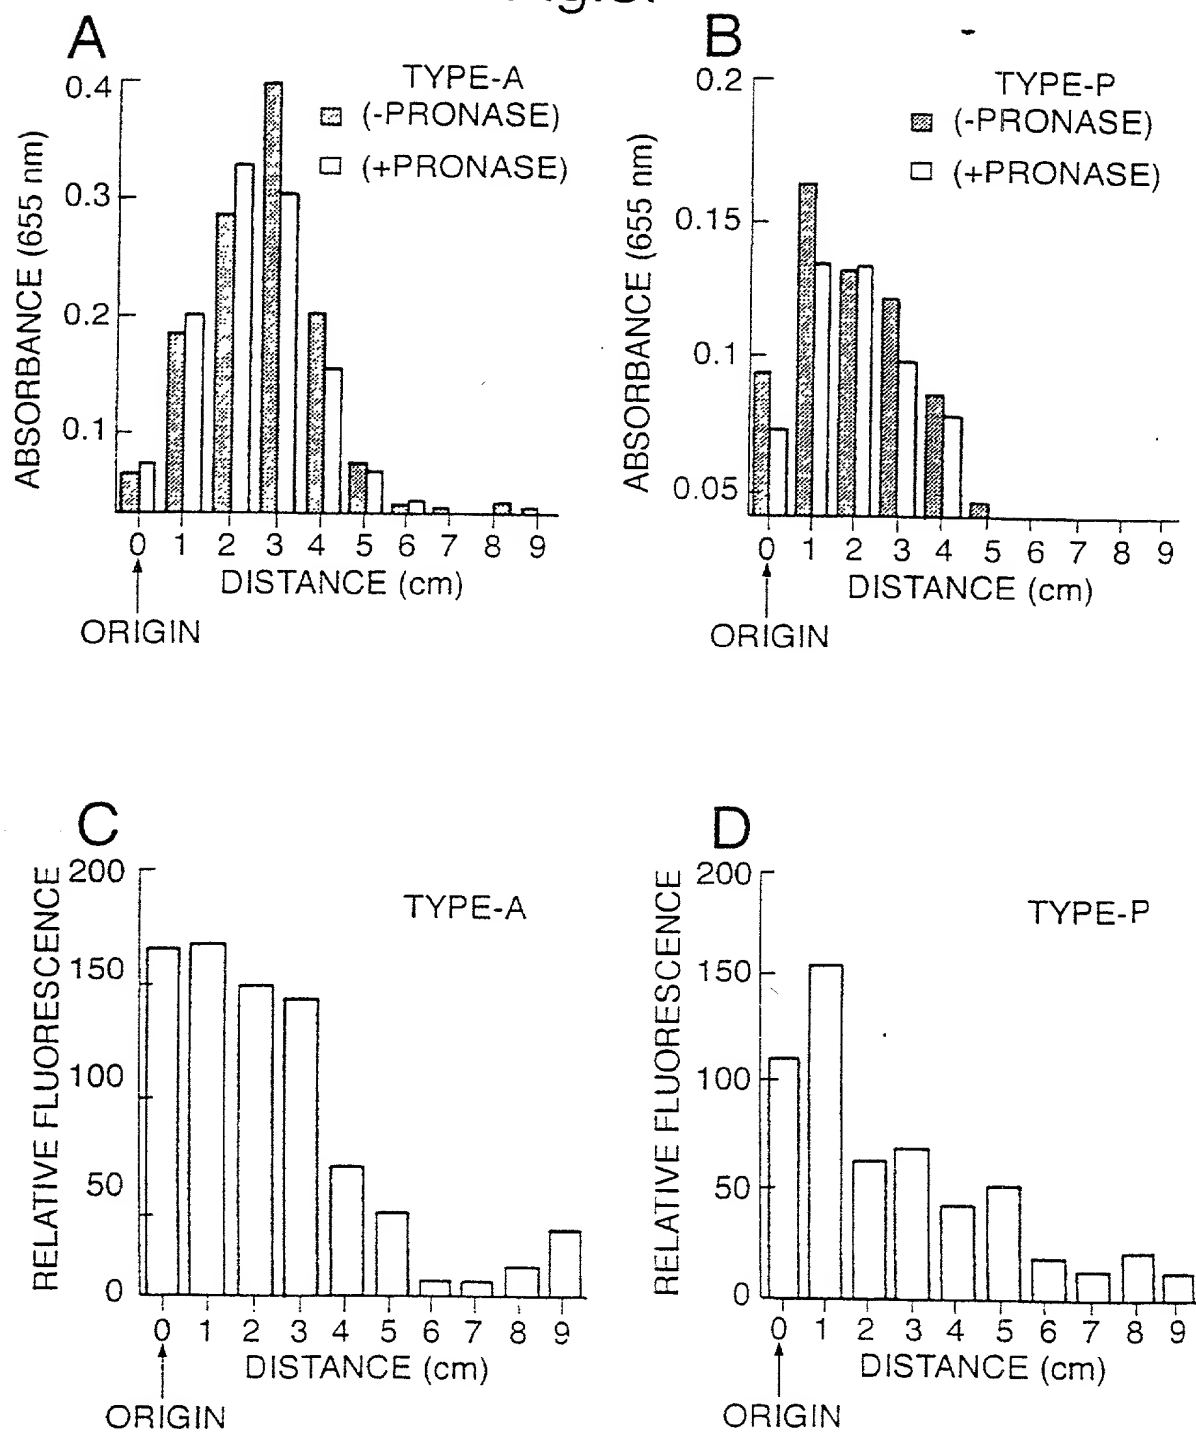 A
TYPE-A
(-PRONASE)
(+PRONASE)
ABSORBANCE (655 nm)
0.4
0.3
0.2
0.1
0 1 2 3 4 5 6 7 8 9
DISTANCE (cm)
ORIGIN
B
TYPE-P
(-PRONASE)
(+PRONASE)
ABSORBANCE (655 nm)
0.2
0.15
0.1
0.05
0 1 2 3 4 5 6 7 8 9
DISTANCE (cm)
ORIGIN
C
TYPE-A
RELATIVE FLUORESCENCE
200
150
100
50
0
0 1 2 3 4 5 6 7 8 9
DISTANCE (cm)
ORIGIN
D
TYPE-P
RELATIVE FLUORESCENCE
200
150
100
50
0
0 1 2 3 4 5 6 7 8 9
DISTANCE (cm)
ORIGIN